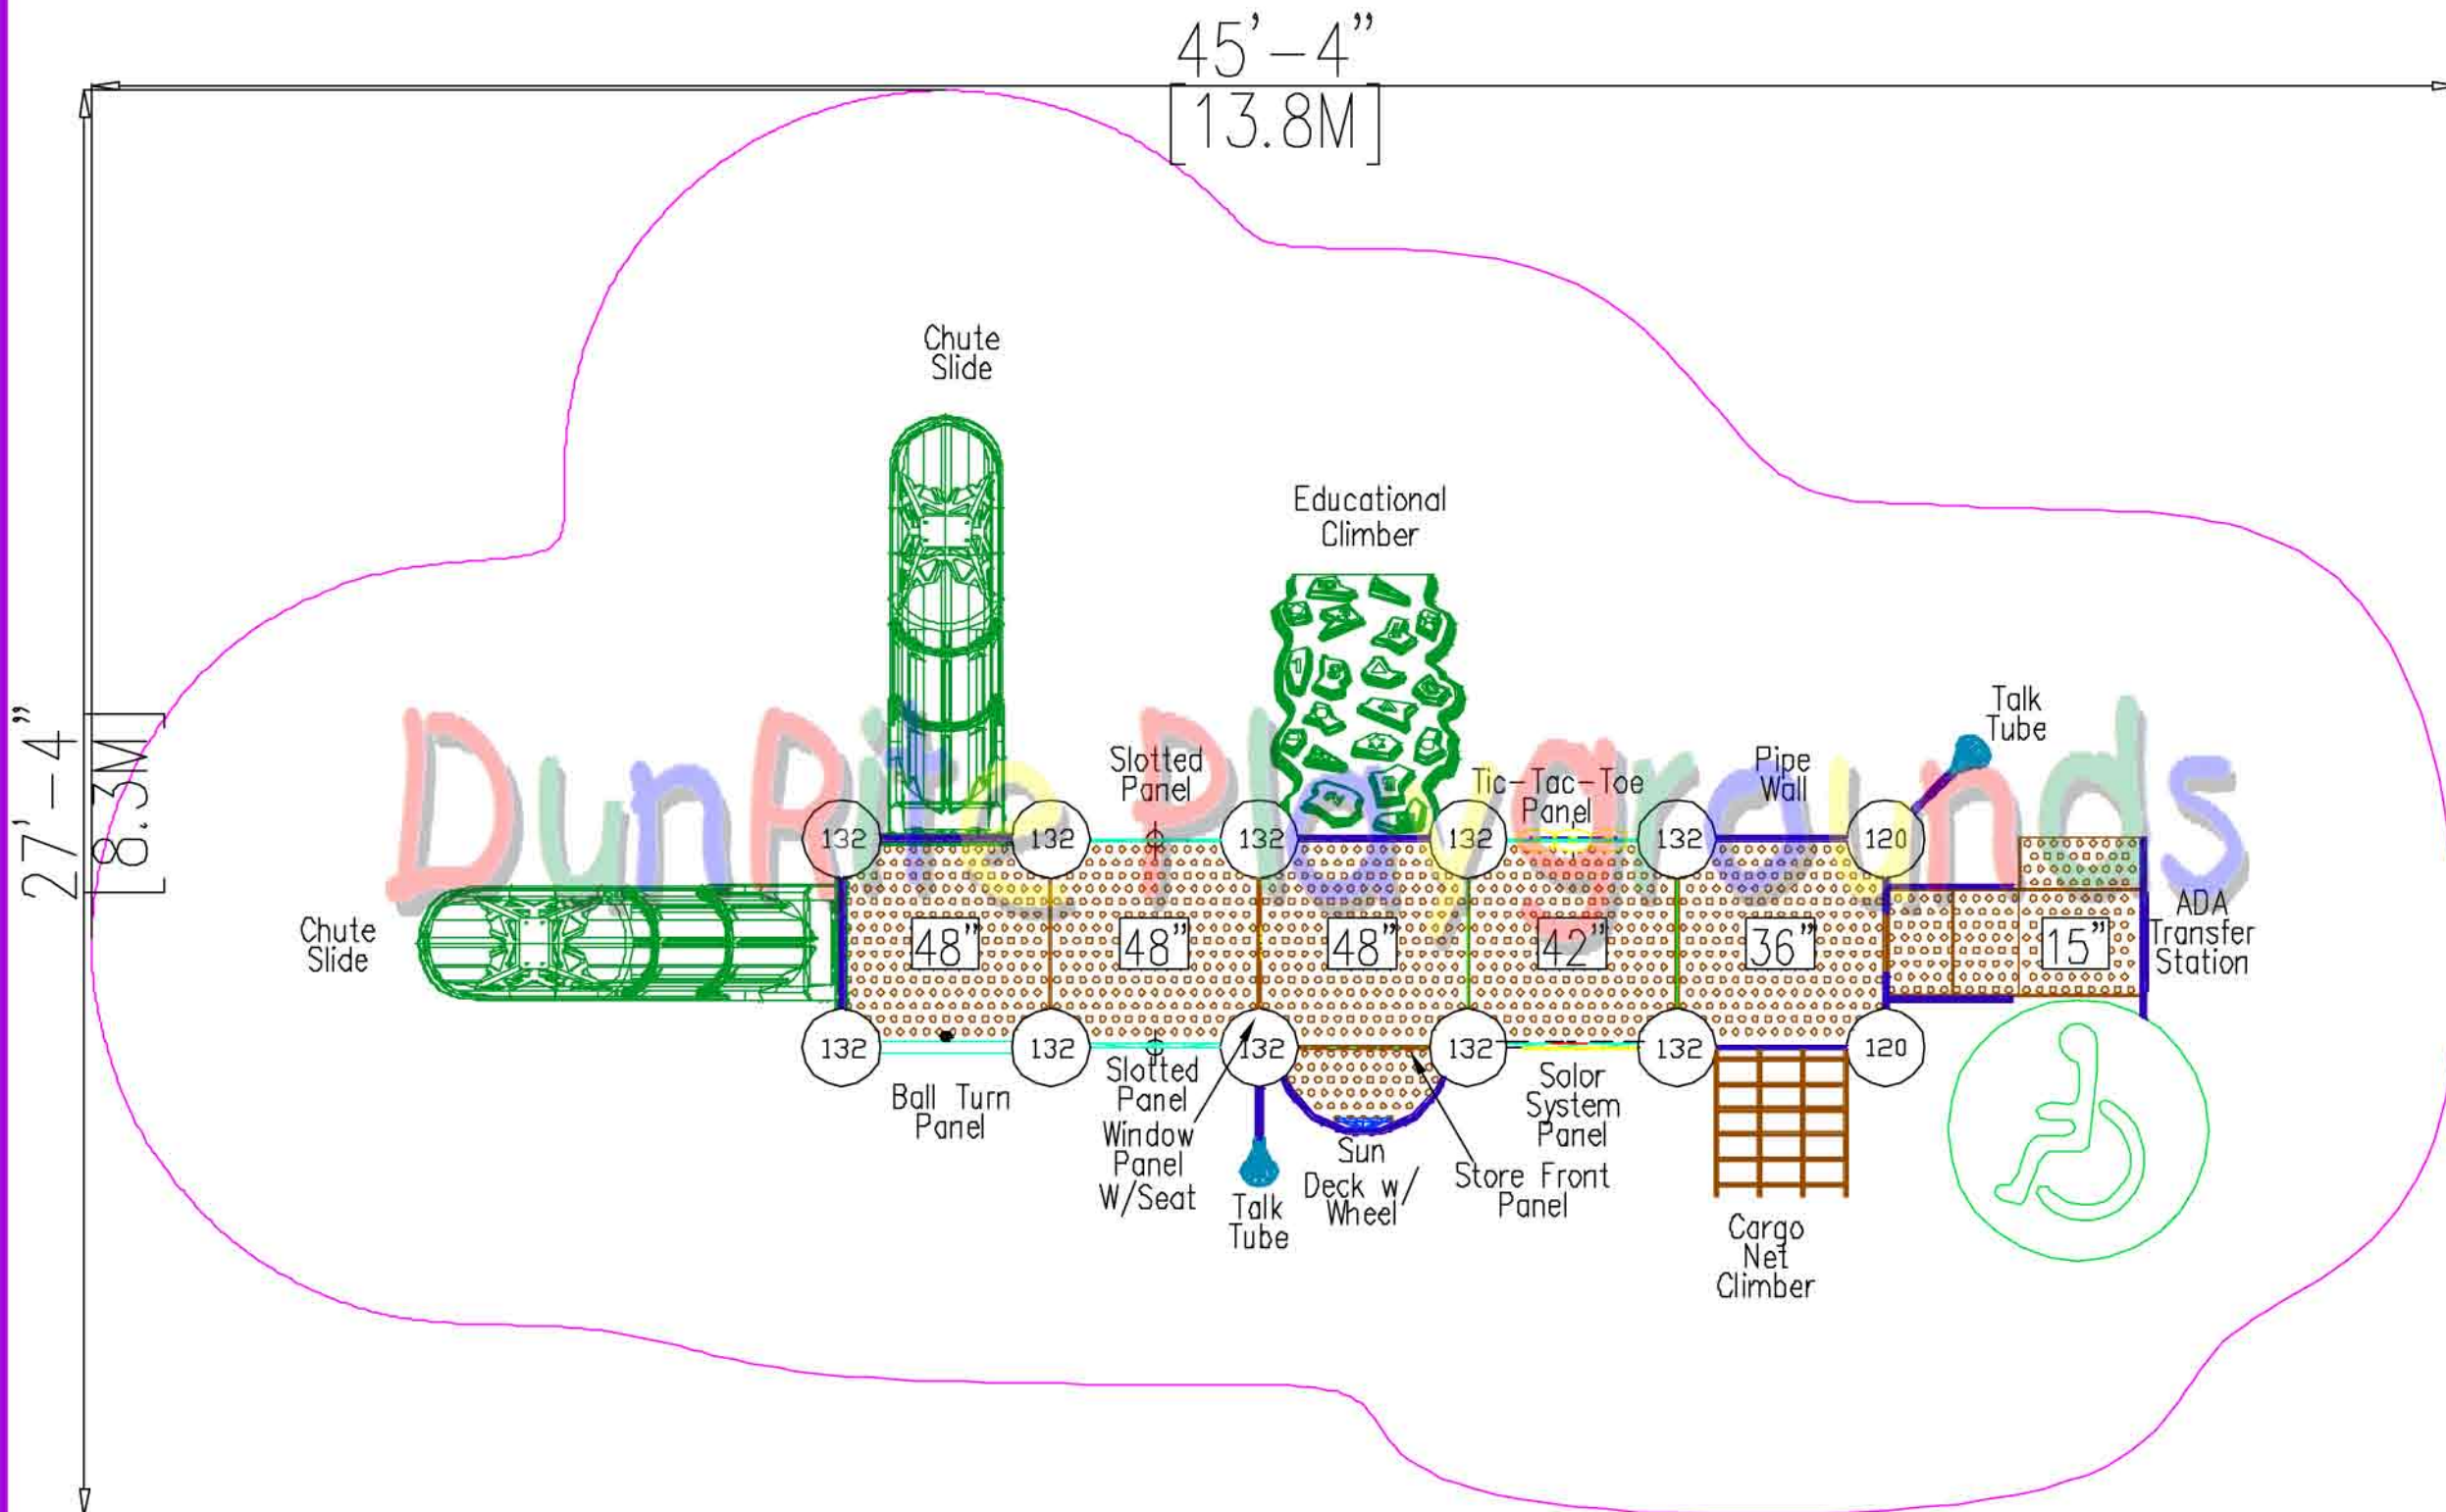 45'-4"
[13.8M]
27'-4"
[8.3M]
Chute
Slide
Educational
Climber
Talk
Tube
Slotted
Panel
Tic-Tac-Toe
Panel
Pipe
Wall
DunRite Playgrounds
132
132
132
132
132
120
Chute
Slide
48"
48"
48"
42"
36"
15"
ADA
Transfer
Station
132
132
132
132
132
120
Ball Turn
Panel
Slotted
Panel
Window
Panel
W/Seat
Talk
Tube
Sun
Deck w/
Wheel
Store Front
Panel
Solor
System
Panel
Cargo
Net
Climber